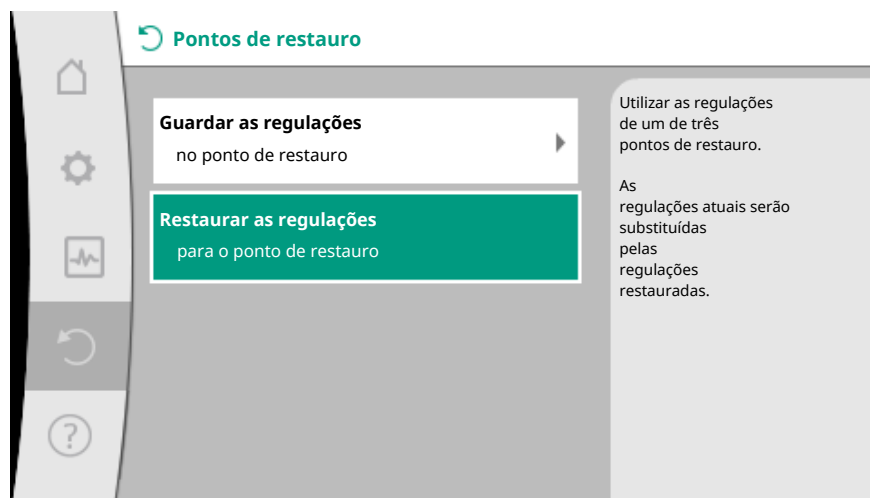 Pontos de restauro
Guardar as regulações
no ponto de restauro
Restaurar as regulações
para o ponto de restauro
Utilizar as regulações
de um de três
pontos de restauro.
As
regulações atuais serão
substituídas
pelas
regulações
restauradas.
?